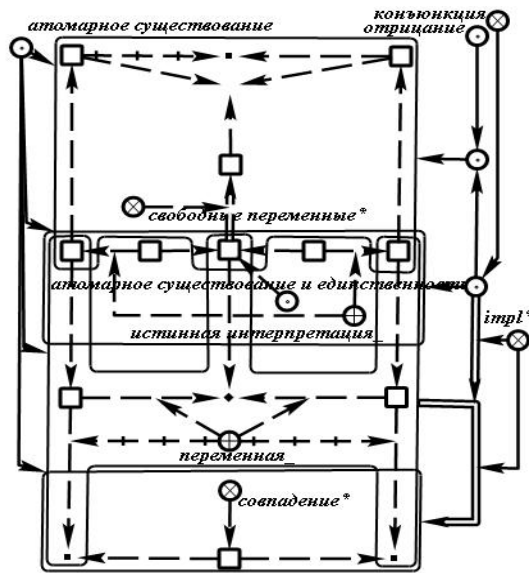 конъюнкция
атомарное существование
отрицание
свободные переменные*
атомарное существование и единственность
impl*
истинная интерпретация_
переменная_
совпадение*